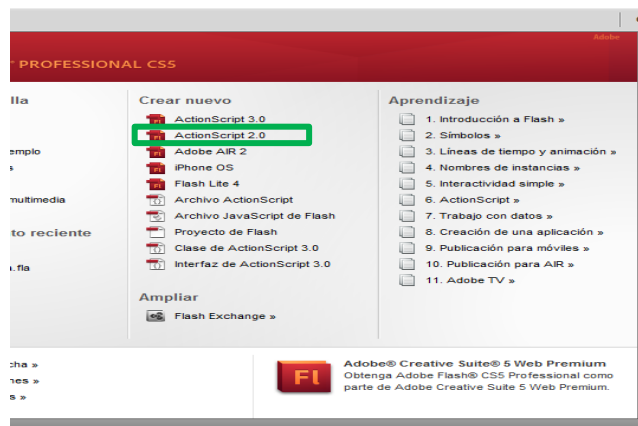 Adobe
PROFESSIONAL CS5
lla
emplo
s
multimedia
to reciente
.fla
Crear nuevo
ActionScript 3.0
ActionScript 2.0
Adobe AIR 2
iPhone OS
Flash Lite 4
Archivo ActionScript
Archivo JavaScript de Flash
Proyecto de Flash
Clase de ActionScript 3.0
Interfaz de ActionScript 3.0
Ampliar
Flash Exchange »
Aprendizaje
1. Introducción a Flash »
2. Símbolos »
3. Líneas de tiempo y animación »
4. Nombres de instancias »
5. Interactividad simple »
6. ActionScript »
7. Trabajo con datos »
8. Creación de una aplicación »
9. Publicación para móviles »
10. Publicación para AIR »
11. Adobe TV »
cha »
nes »
s »
FL
Adobe® Creative Suite® 5 Web Premium
Obtenga Adobe Flash® CS5 Professional como
parte de Adobe Creative Suite 5 Web Premium.